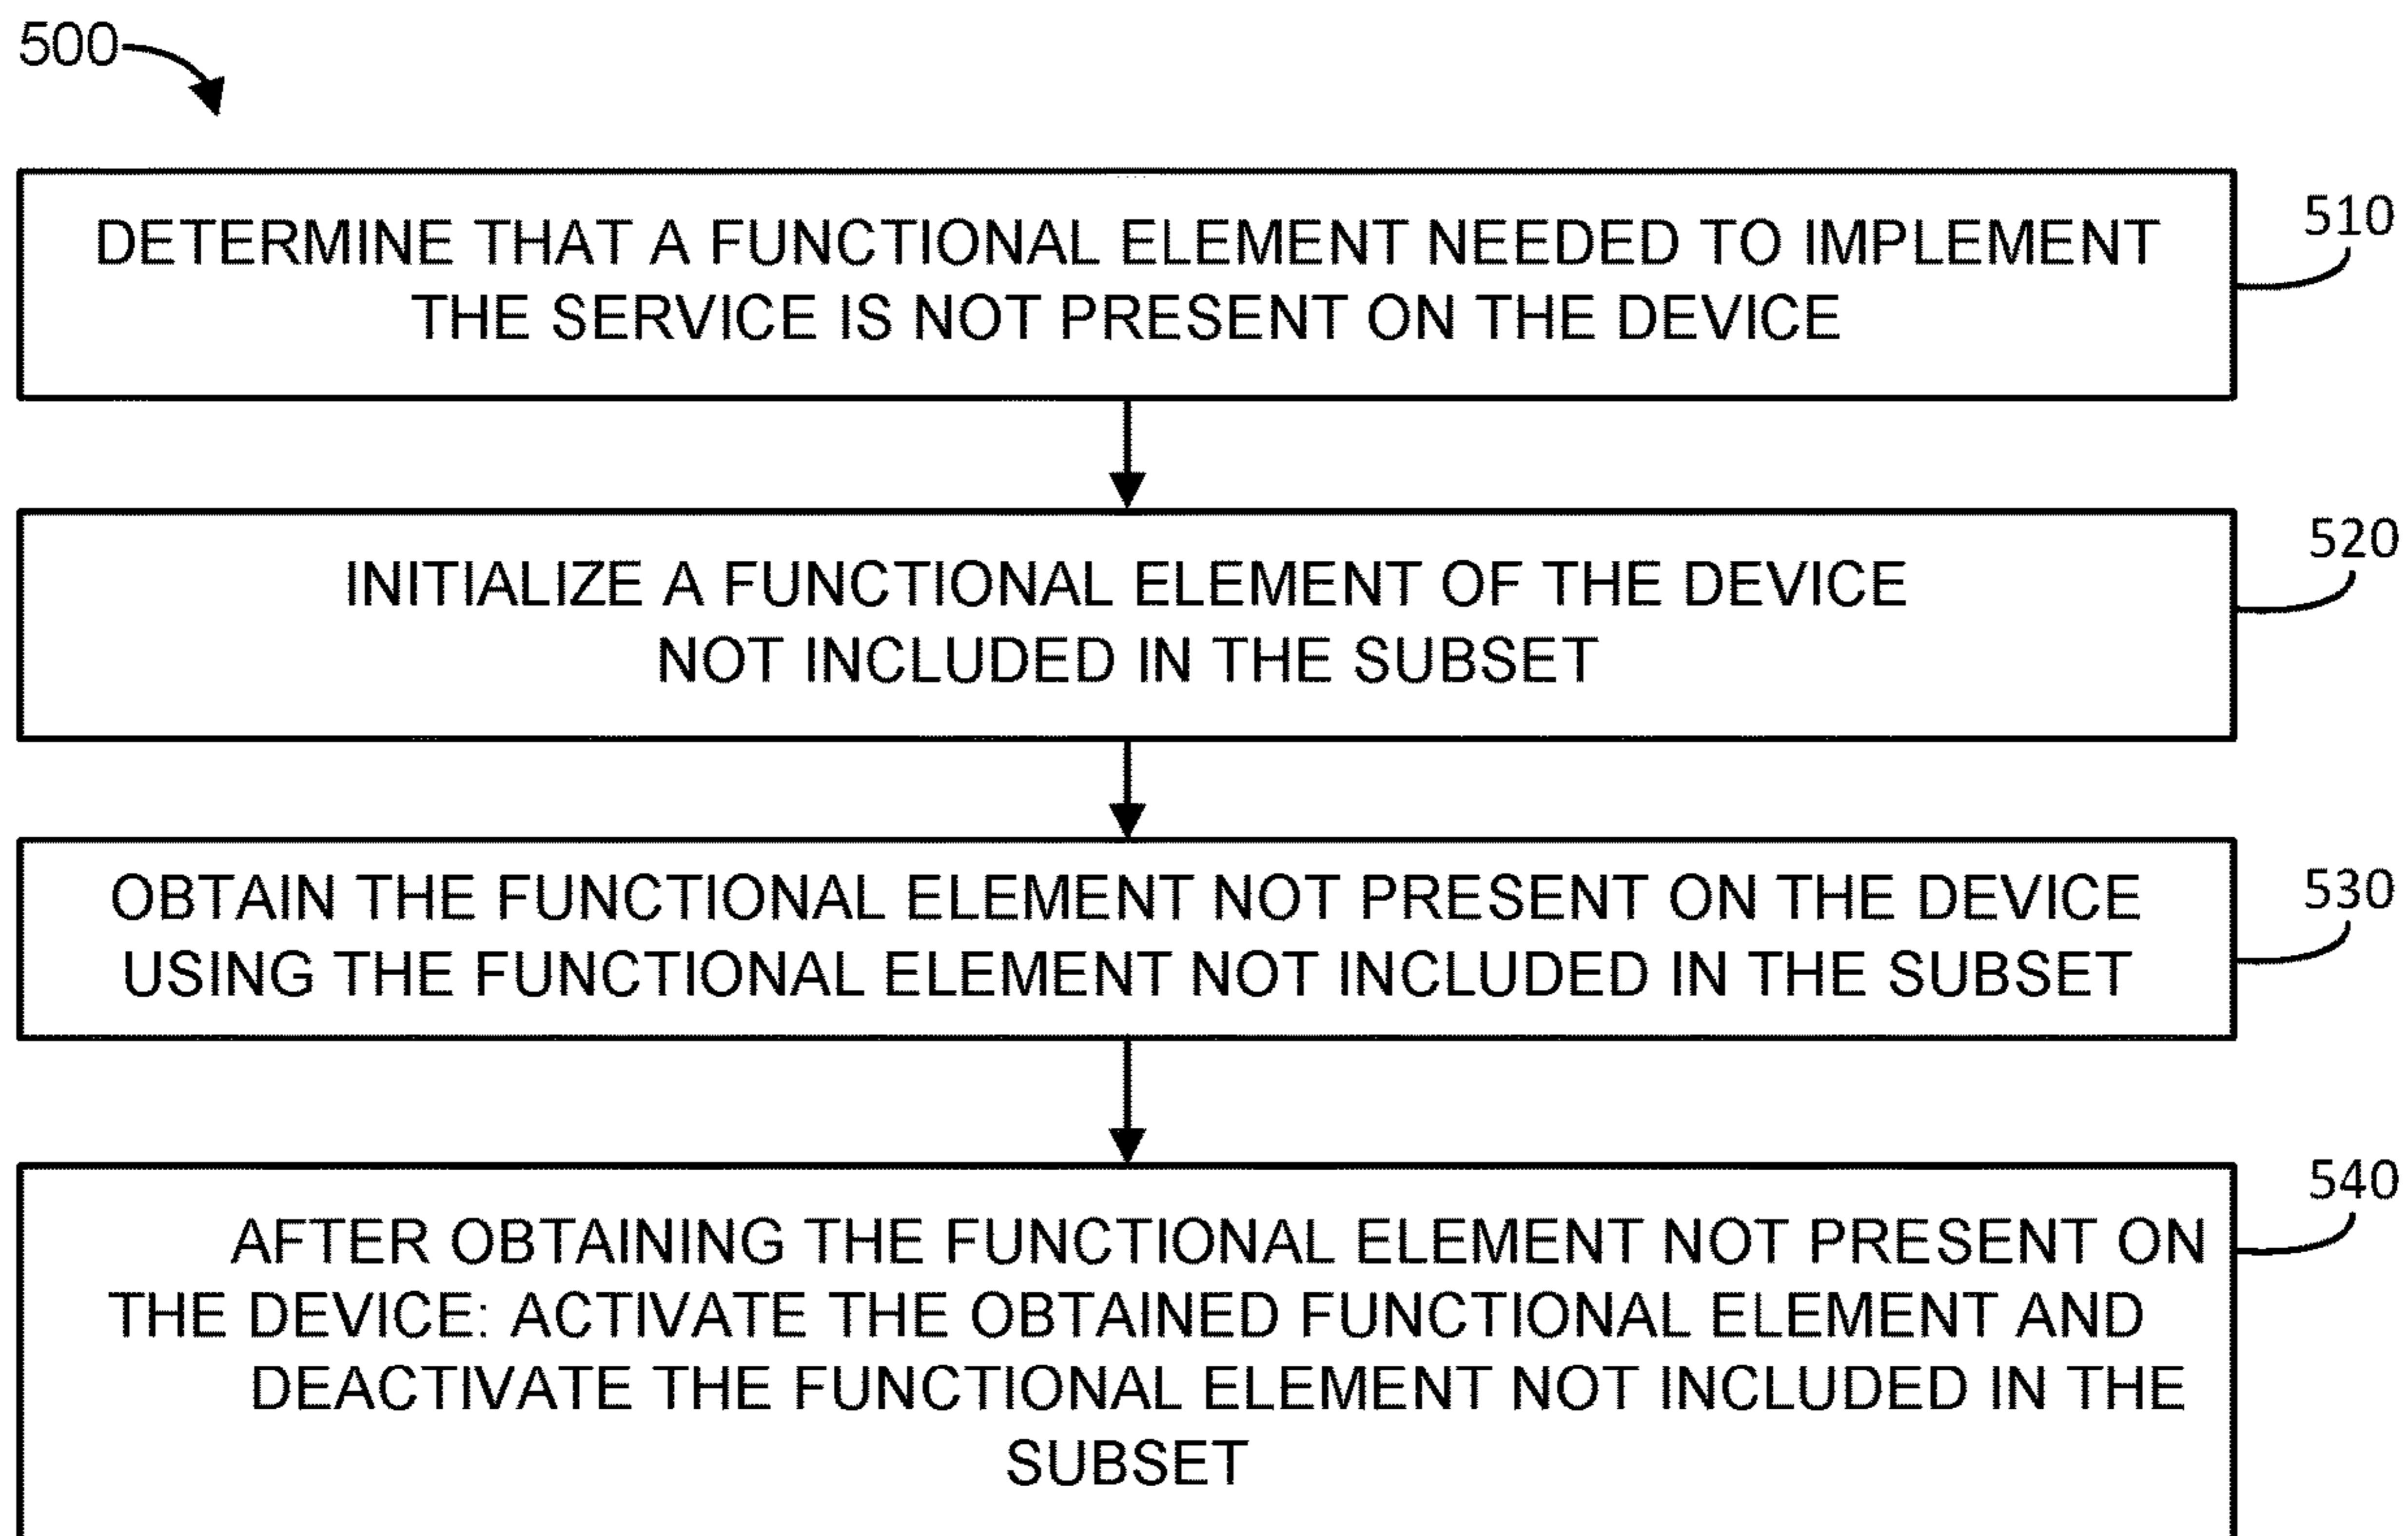 500
DETERMINE THAT A FUNCTIONAL ELEMENT NEEDED TO IMPLEMENT
THE SERVICE IS NOT PRESENT ON THE DEVICE
510
INITIALIZE A FUNCTIONAL ELEMENT OF THE DEVICE
NOT INCLUDED IN THE SUBSET
520
OBTAIN THE FUNCTIONAL ELEMENT NOT PRESENT ON THE DEVICE
USING THE FUNCTIONAL ELEMENT NOT INCLUDED IN THE SUBSET
530
AFTER OBTAINING THE FUNCTIONAL ELEMENT NOT PRESENT ON
THE DEVICE: ACTIVATE THE OBTAINED FUNCTIONAL ELEMENT AND
DEACTIVATE THE FUNCTIONAL ELEMENT NOT INCLUDED IN THE
SUBSET
540